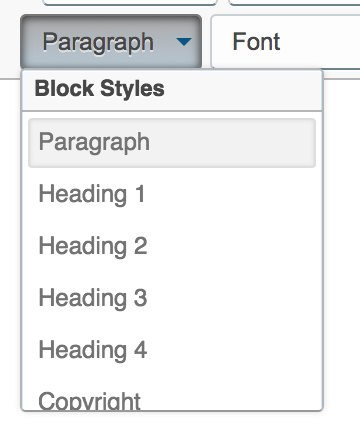 Paragraph Font
Block Styles
Paragraph
Heading 1
Heading 2
Heading 3
Heading 4
Copyright